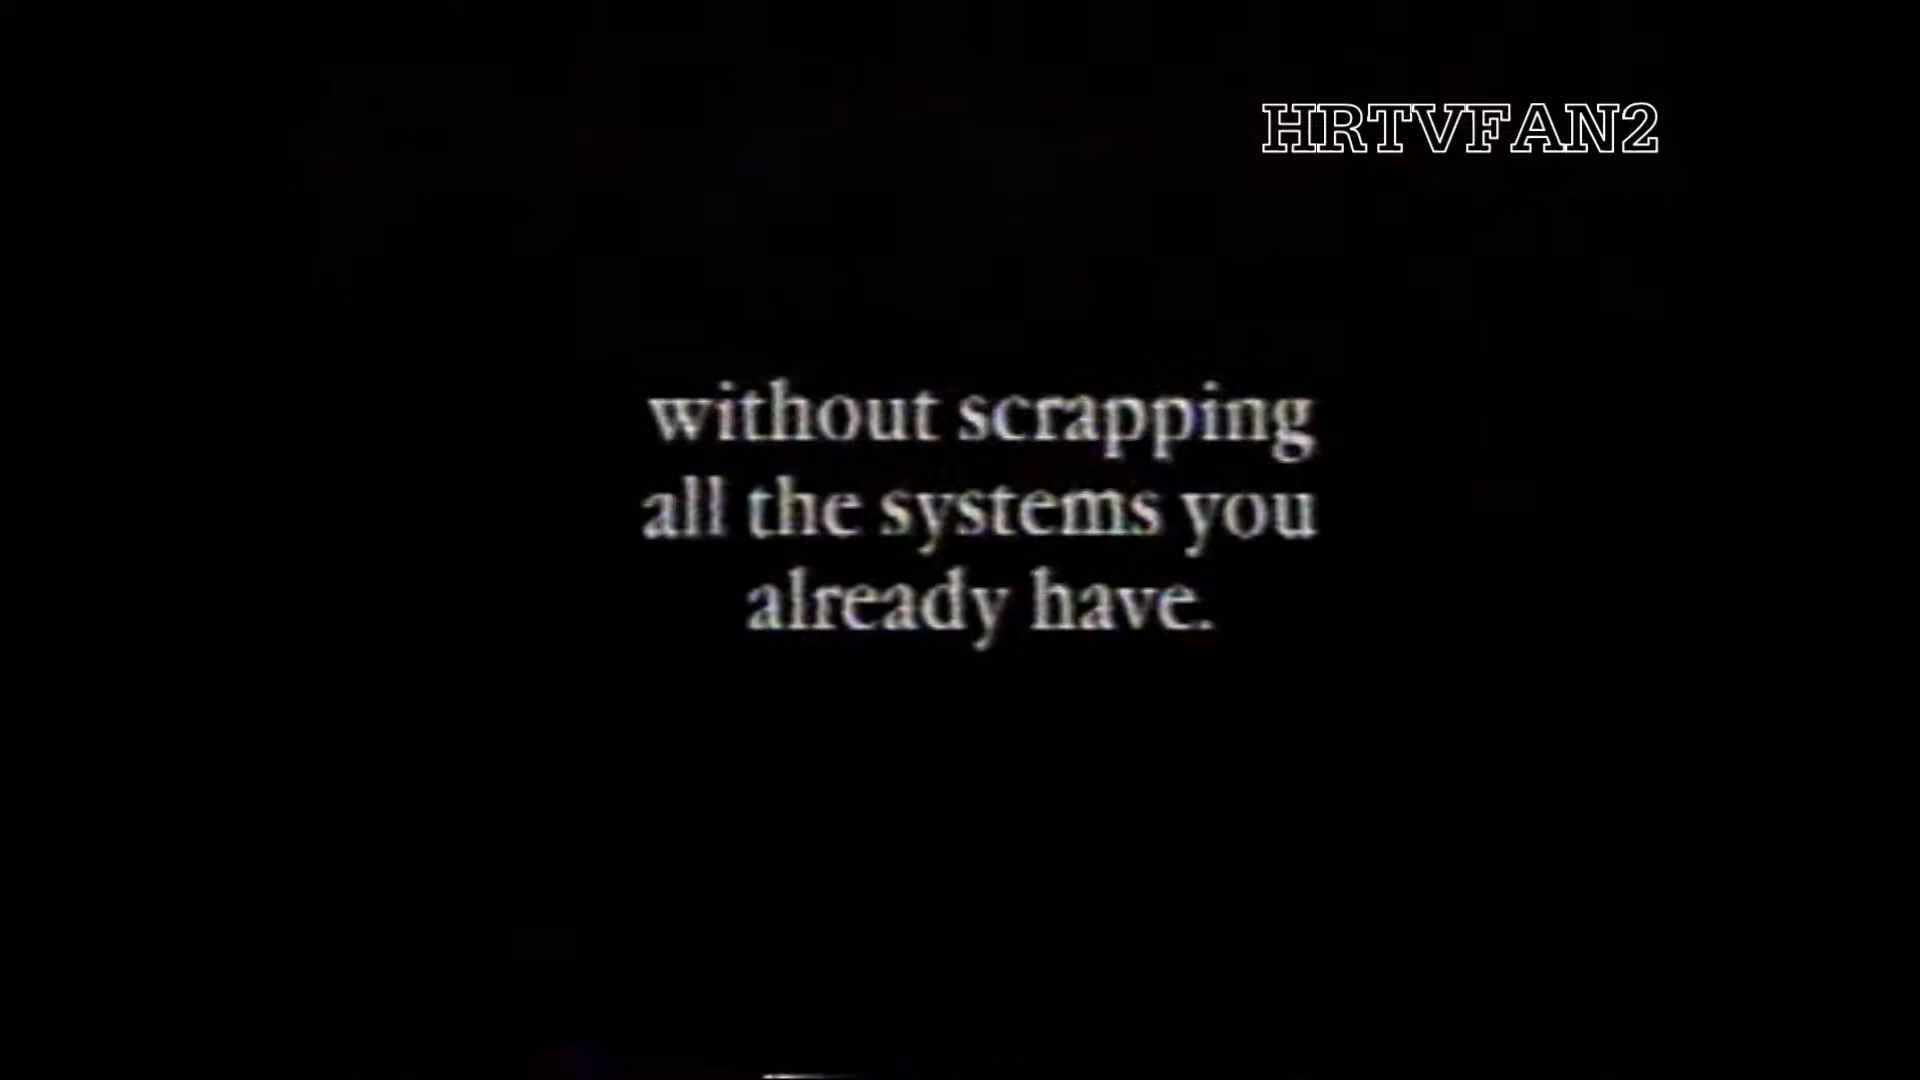 HRTVFAN2
without scrapping
all the systems you
already have.